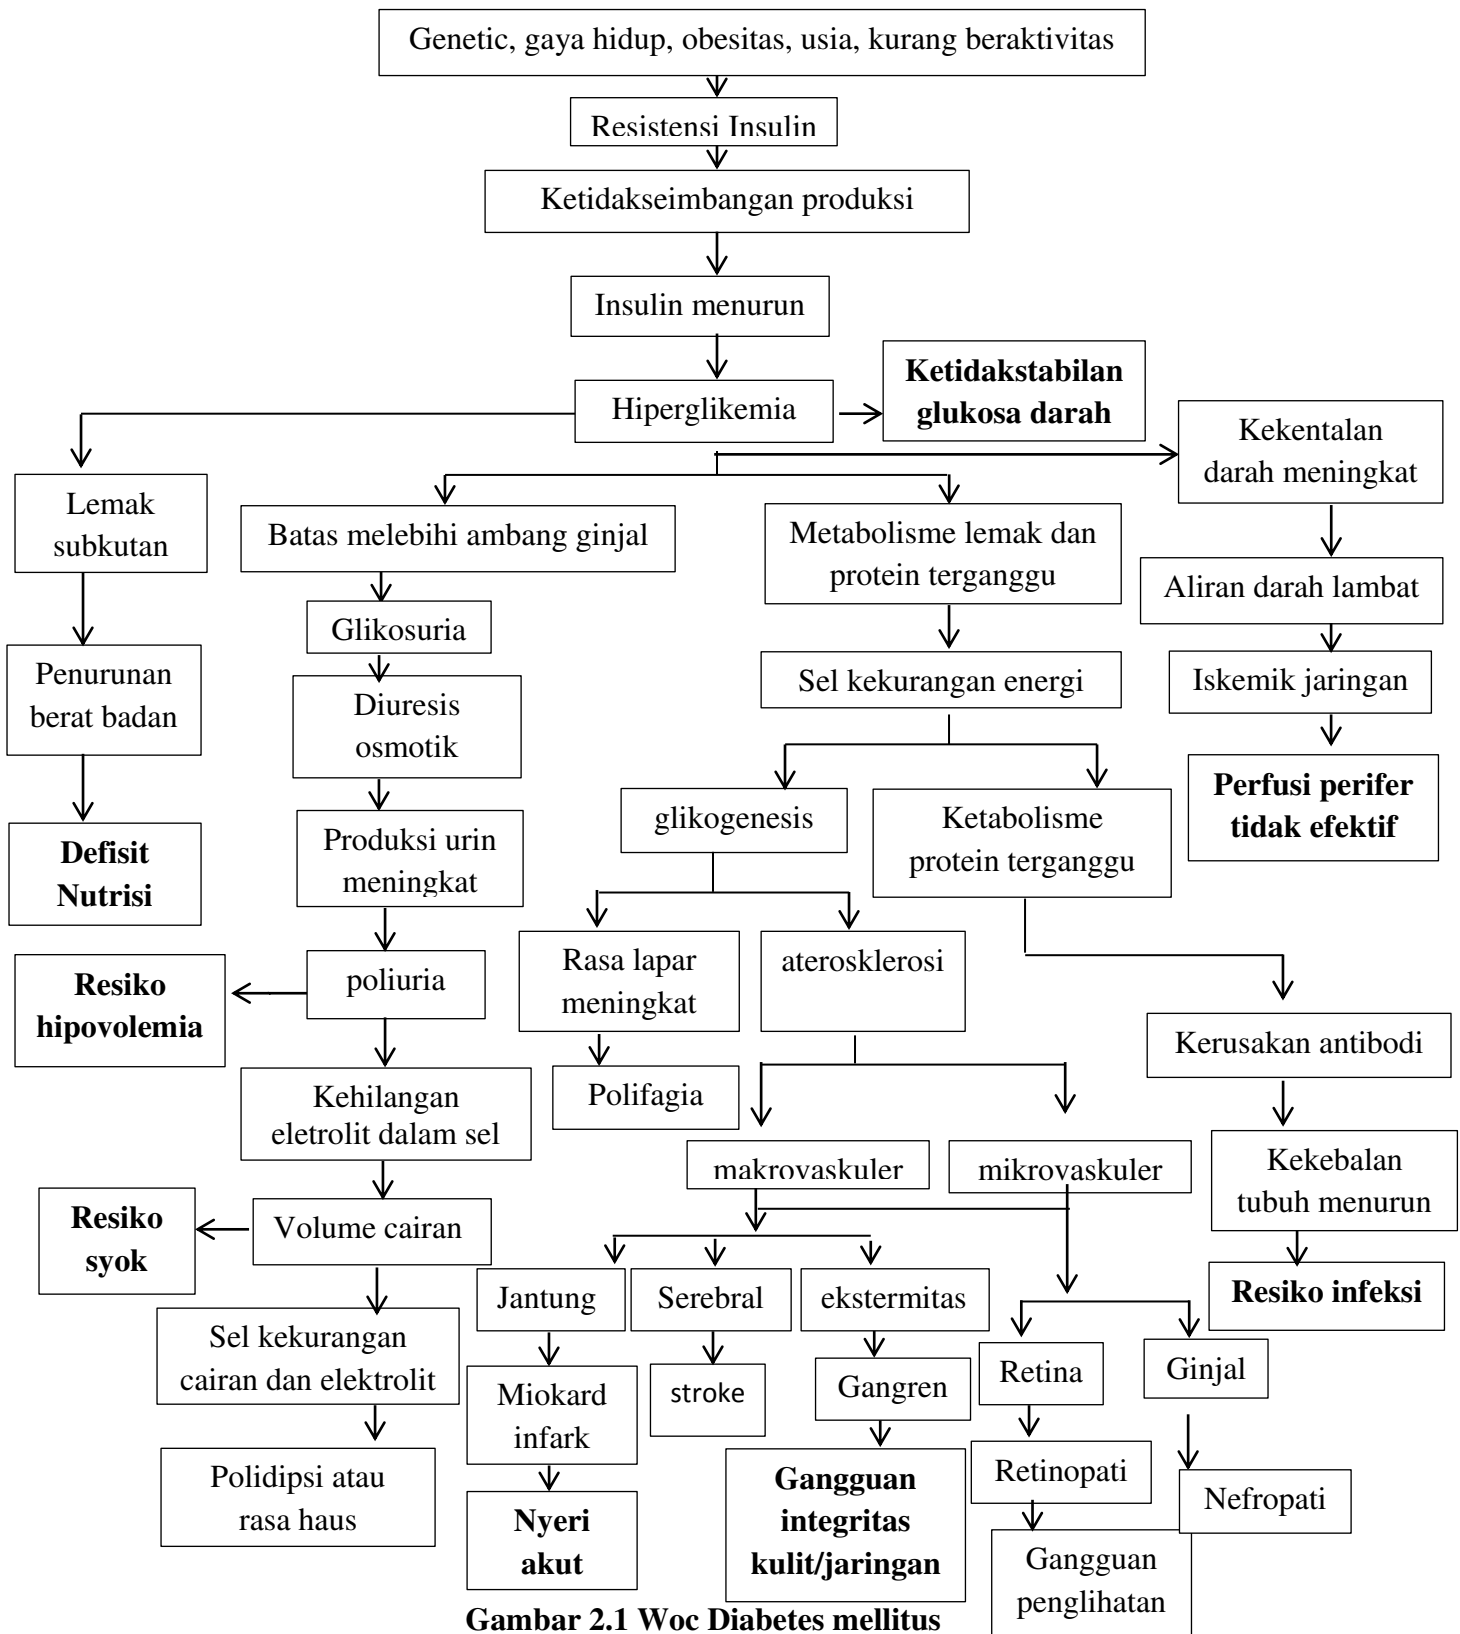 Genetic, gaya hidup, obesitas, usia, kurang beraktivitas
Resistensi Insulin
Ketidakseimbangan produksi
Insulin menurun
Hiperglikemia
Ketidakstabilan
glukosa darah
Kekentalan
darah meningkat
Lemak
subkutan
Batas melebihi ambang ginjal
Metabolisme lemak dan
protein terganggu
Aliran darah lambat
Glikosuria
Penurunan
berat badan
Sel kekurangan energi
Iskemik jaringan
Diuresis
osmotik
Perfusi perifer
tidak efektif
glikogenesis
Ketabolisme
protein terganggu
Defisit
Nutrisi
Produksi urin
meningkat
Resiko
hipovolemia
poliuria
Rasa lapar
meningkat
aterosklerosi
Kerusakan antibodi
Kehilangan
eletrolit dalam sel
Polifagia
makrovaskuler
mikrovaskuler
Kekebalan
tubuh menurun
Resiko
syok
Volume cairan
Jantung
Serebral
ekstermitas
Resiko infeksi
Sel kekurangan
cairan dan elektrolit
Miokard
infark
stroke
Gangren
Retina
Ginjal
Polidipsi atau
rasa haus
Nyeri
akut
Gangguan
integritas
kulit/jaringan
Retinopati
Nefropati
Gangguan
penglihatan
Gambar 2.1 Woc Diabetes mellitus